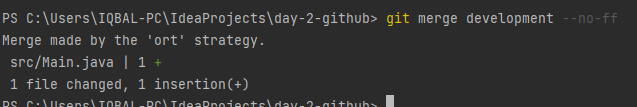 PS C:\Users\IQBAL-PC\IdeaProjects\day-2-github> git merge development --no-ff
Merge made by the 'ort' strategy.
 src/Main.java | 1 +
 1 file changed, 1 insertion(+)
PS C:\Users\IQBAL-PC\IdeaProjects\day-2-github>